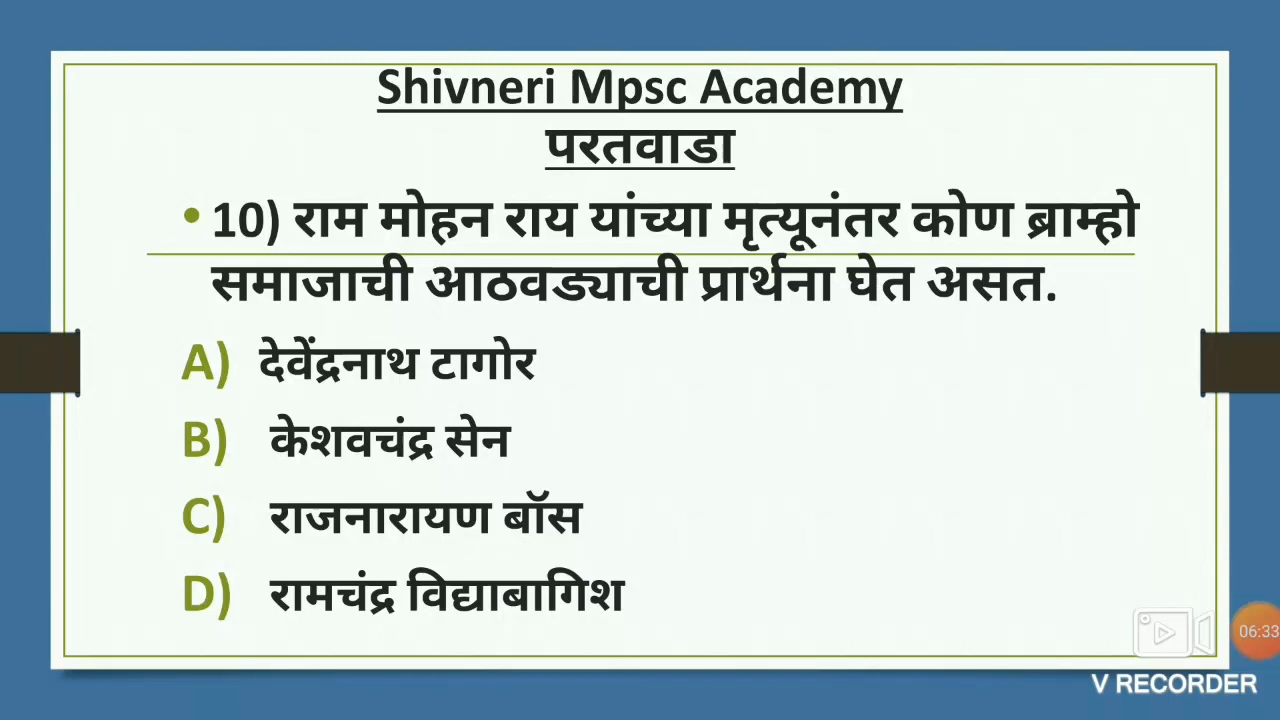 Shivneri Mpsc Academy
परतवाडा
• 10) राम मोहन राय यांच्या मृत्यूनंतर कोण ब्राम्हो
समाजाची आठवड्याची प्रार्थना घेत असत.
A) देवेंद्रनाथ टागोर
B) केशवचंद्र सेन
C) राजनारायण बॉस
D) रामचंद्र विद्याबागिश
06:33
V RECORDER